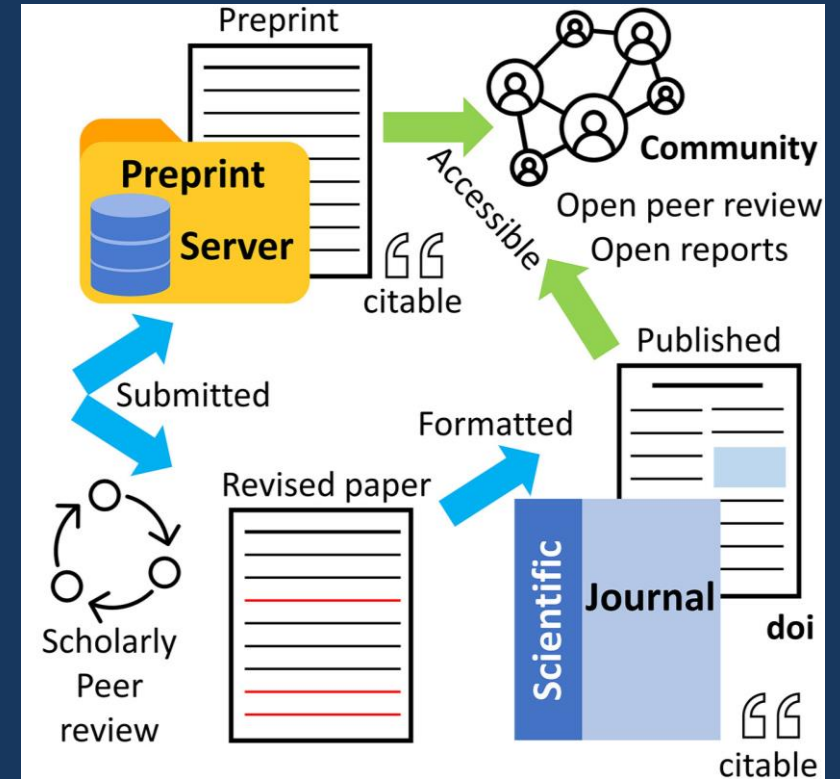 Preprint
Preprint
Server
citable
Accessible
Community
Open peer review
Open reports
Submitted
Scholarly
Peer
review
Revised paper
Formatted
Published
Scientific
Journal
doi
citable